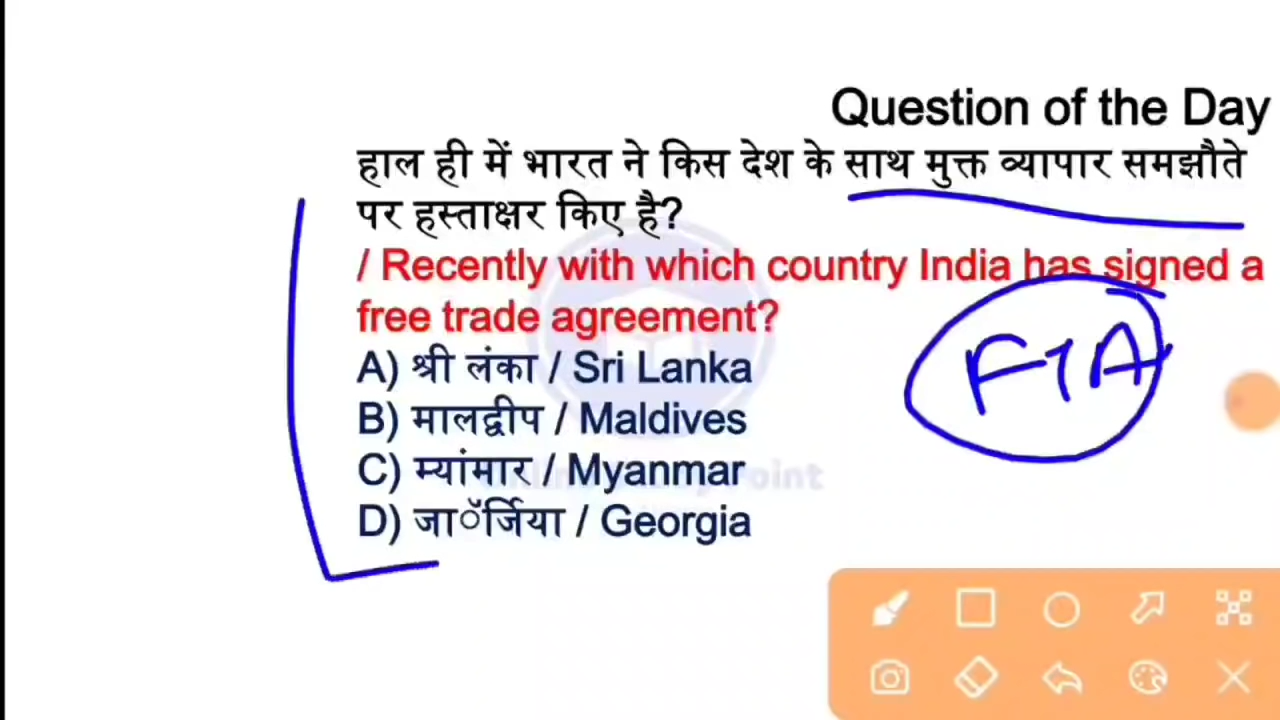 Question of the Day
हाल ही में भारत ने किस देश के साथ मुक्त व्यापार समझौते
पर हस्ताक्षर किए है?
/ Recently with which country India has signed a
free trade agreement?
A) श्री लंका / Sri Lanka
B) मालद्वीप / Maldives
C) म्यांमार / Myanmar
D) जाॅर्जिया / Georgia
FTA